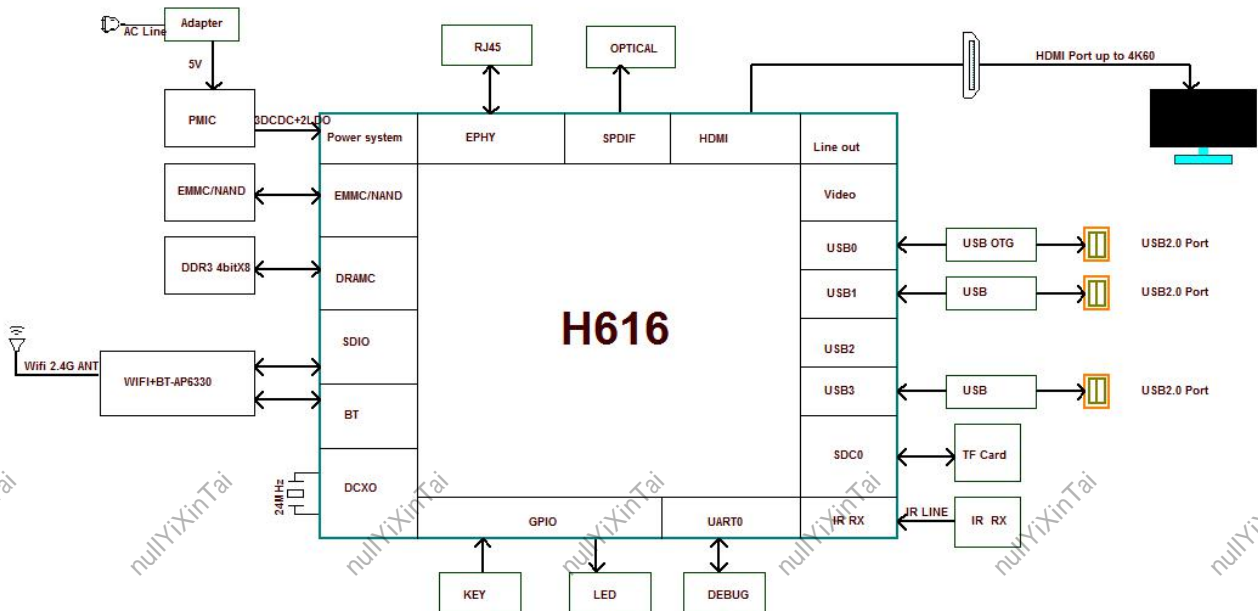 AC Line
Adapter
5V
RJ45
OPTICAL
HDMI Port up to 4K60
PMIC
3DCDC+2LDO
Power system
EPHY
SPDIF
HDMI
Line out
EMMC/NAND
EMMC/NAND
Video
USB0
USB OTG
USB2.0 Port
DDR3 4bitX8
DRAMC
USB1
USB
USB2.0 Port
H616
SDIO
USB2
Wifi 2.4G ANT
WIFI+BT-AP6330
USB3
USB
USB2.0 Port
BT
SDC0
TF Card
24MHz
DCXO
GPIO
UART0
IR RX
IR LINE
IR RX
KEY
LED
DEBUG
nullYiXinTai
nullYiXinTai
nullYiXinTai
nullYiXinTai